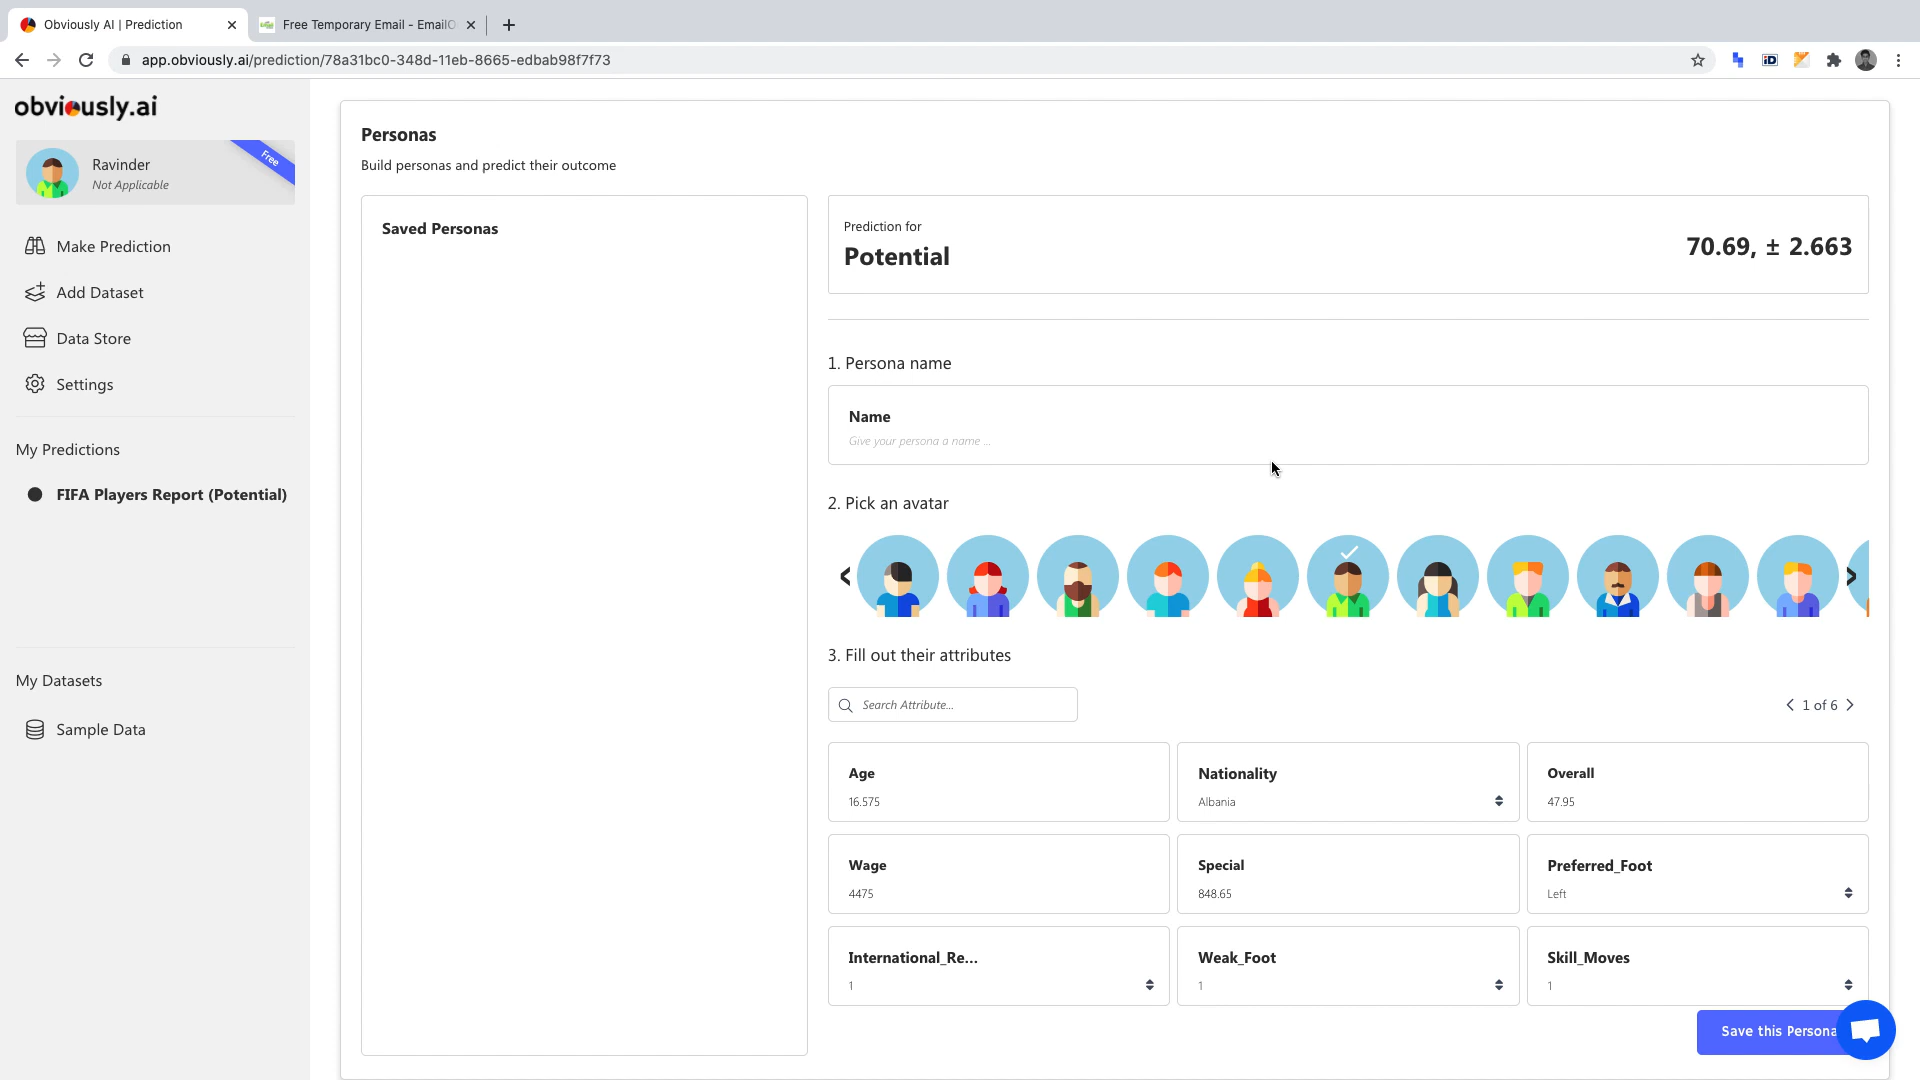 Obviously AI | Prediction
Free Temporary Email - EmailO
app.obviously.ai/prediction/78a31bc0-348d-11eb-8665-edbab98f7f73
iD
obviously.ai
Ravinder
Not Applicable
Free
Make Prediction
Add Dataset
Data Store
Settings
My Predictions
FIFA Players Report (Potential)
My Datasets
Sample Data
Personas
Build personas and predict their outcome
Saved Personas
Prediction for
Potential
70.69, ± 2.663
1. Persona name
Name
Give your persona a name ...
2. Pick an avatar
3. Fill out their attributes
Search Attribute...
1 of 6
Age
16.575
Nationality
Albania
Overall
47.95
Wage
4475
Special
848.65
Preferred_Foot
Left
International_Re...
1
Weak_Foot
1
Skill_Moves
1
Save this Persona